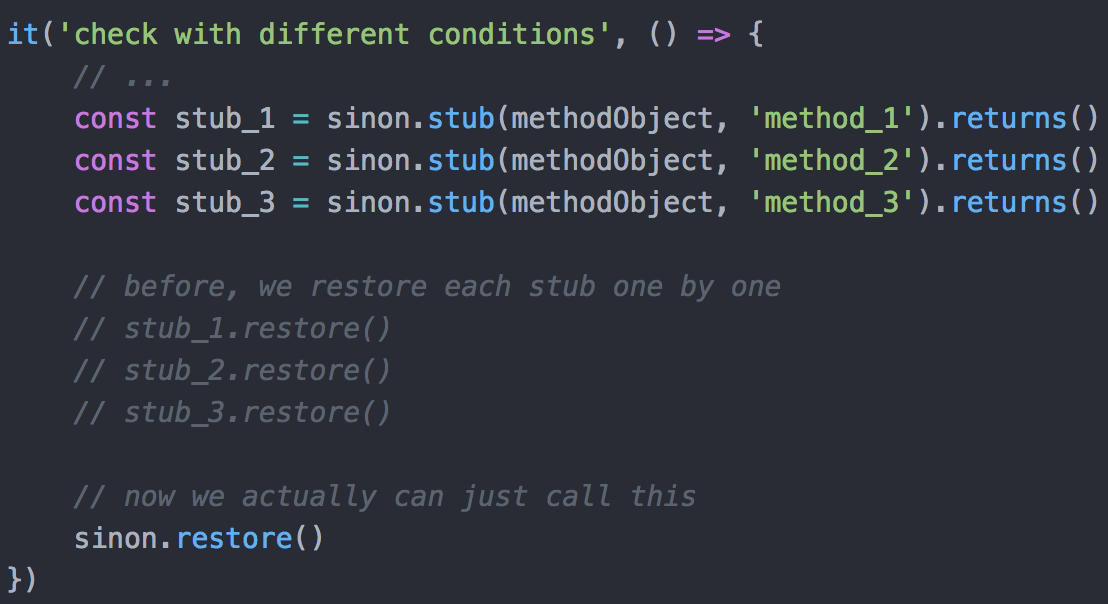 it('check with different conditions', () => {
    // ...
    const stub_1 = sinon.stub(methodObject, 'method_1').returns()
    const stub_2 = sinon.stub(methodObject, 'method_2').returns()
    const stub_3 = sinon.stub(methodObject, 'method_3').returns()

    // before, we restore each stub one by one
    // stub_1.restore()
    // stub_2.restore()
    // stub_3.restore()

    // now we actually can just call this
    sinon.restore()
})